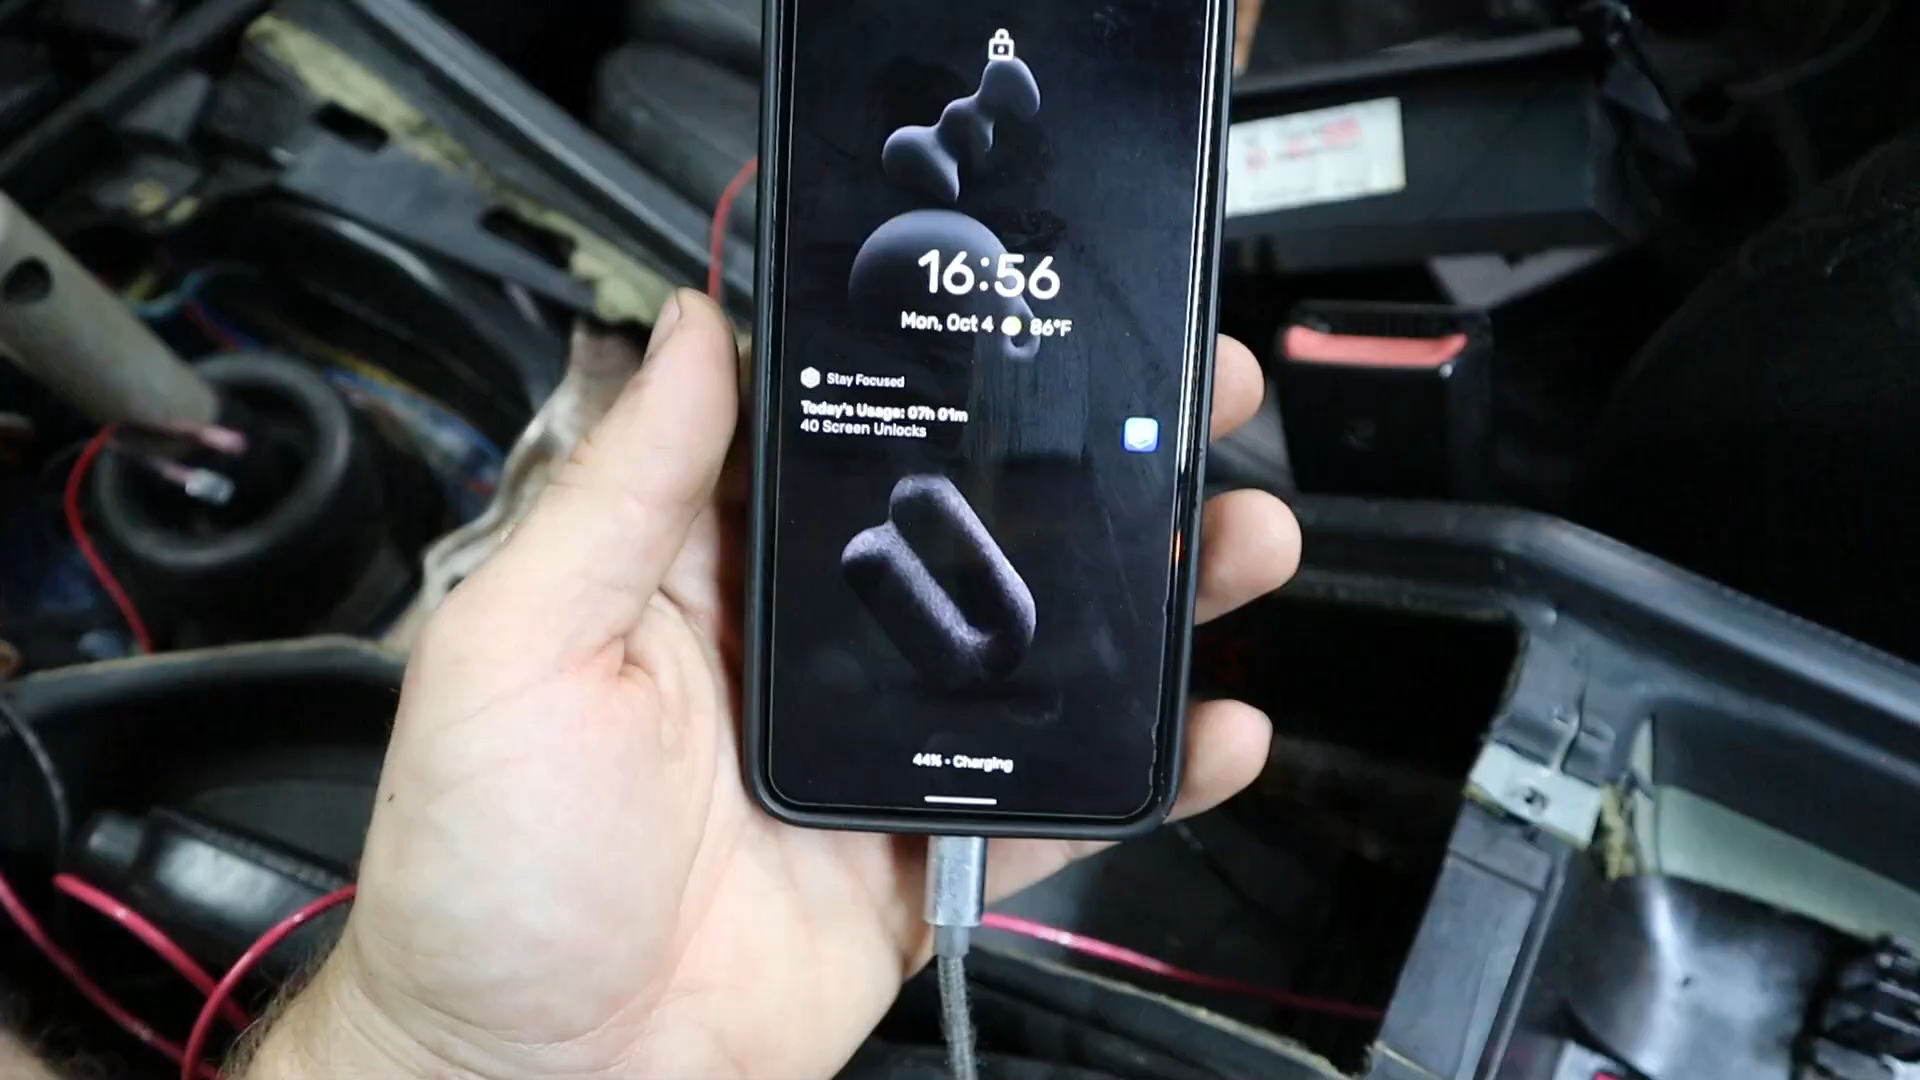 16:56
Mon, Oct 4 86°F
Stay Focused
Today's Usage: 07h 01m
40 Screen Unlocks
44% • Charging